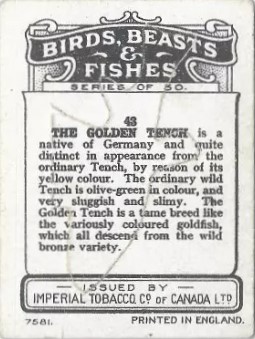 BIRDS, BEASTS
&
FISHES
SERIES OF 50.
43
THE GOLDEN TENCH is a
native of Germany and quite
distinct in appearance from the
ordinary Tench, by reason of its
yellow colour. The ordinary wild
Tench is olive-green in colour, and
very sluggish and slimy. The
Golden Tench is a tame breed like
the variously coloured goldfish,
which all descend from the wild
bronze variety.
ISSUED BY
IMPERIAL TOBACCO, Cº OF CANADA LTD
7581.
PRINTED IN ENGLAND.